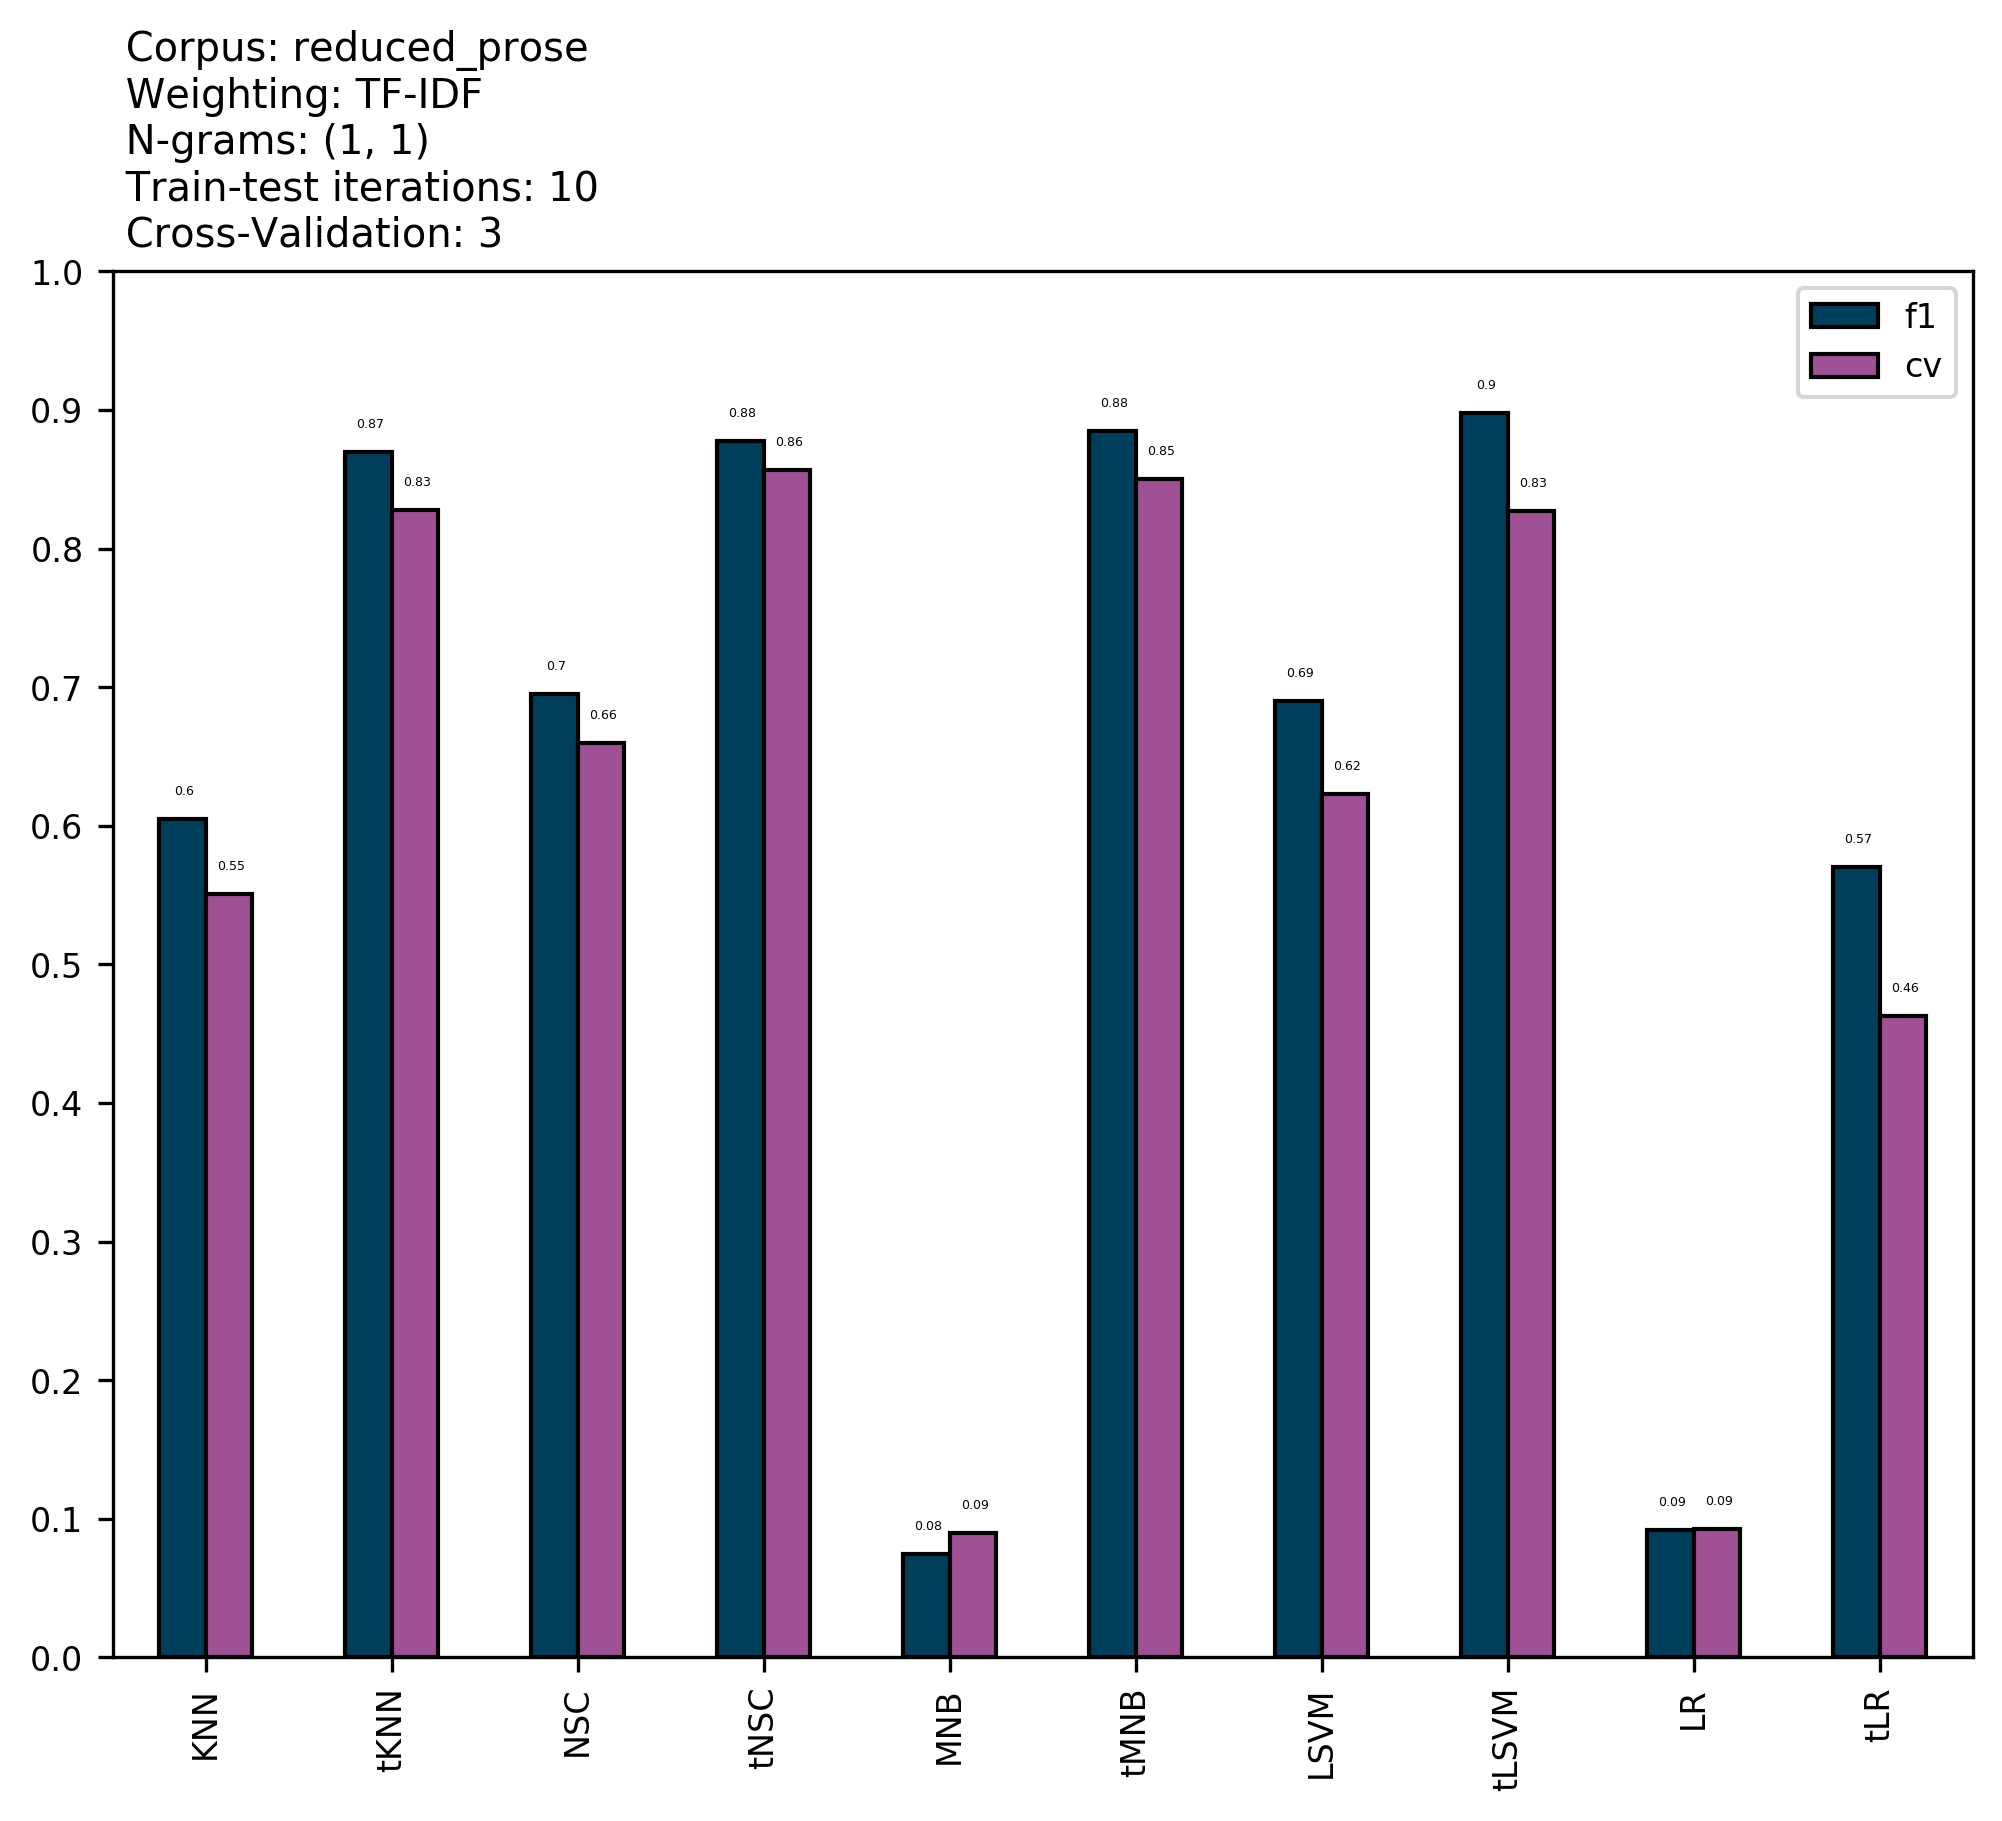 Corpus: reduced_prose
Weighting: TF-IDF
N-grams: (1, 1)
Train-test iterations: 10
Cross-Validation: 3
1.0
0.9
0.8
0.7
0.6
0.5
0.4
0.3
0.2
0.1
0.0
f1
cv
0.6
0.55
0.87
0.83
0.7
0.66
0.88
0.86
0.08
0.09
0.88
0.85
0.69
0.62
0.9
0.83
0.09
0.09
0.57
0.46
KNN
tKNN
NSC
tNSC
MNB
tMNB
LSVM
tLSVM
LR
tLR